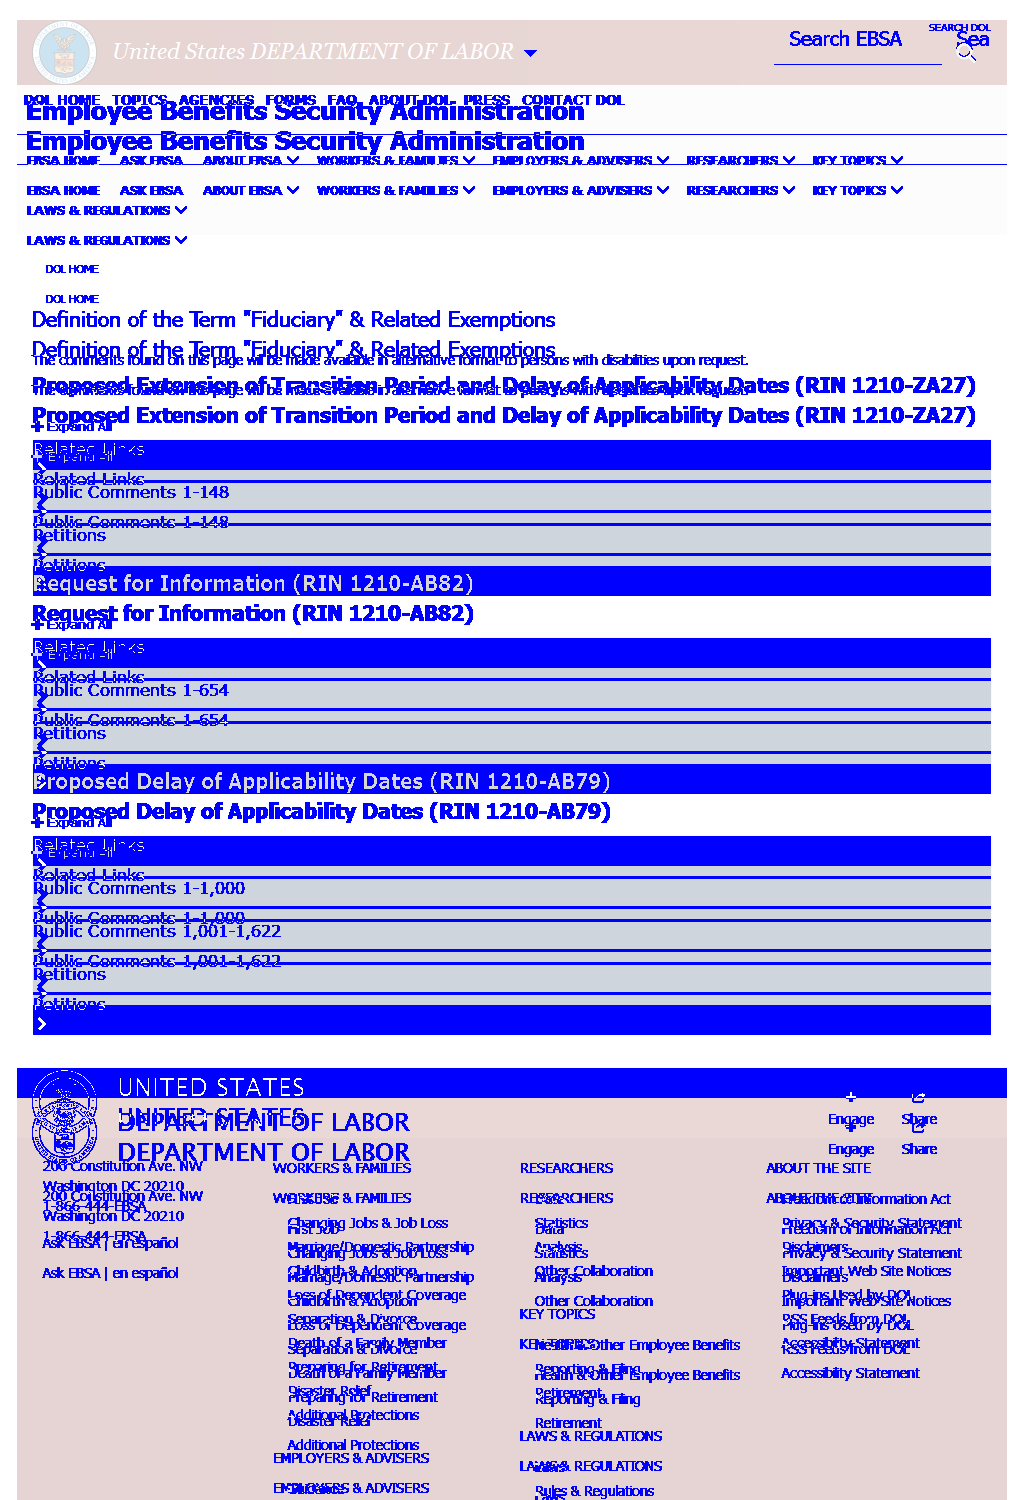 United States DEPARTMENT OF LABOR
Search EBSA
SEARCH DOL
Sea
DOL HOME TOPICS AGENCIES FORMS FAQ ABOUT DOL PRESS CONTACT DOL
Employee Benefits Security Administration
Employee Benefits Security Administration
EBSA HOME ASK EBSA ABOUT EBSA WORKERS & FAMILIES EMPLOYERS & ADVISERS RESEARCHERS KEY TOPICS
EBSA HOME ASK EBSA ABOUT EBSA WORKERS & FAMILIES EMPLOYERS & ADVISERS RESEARCHERS KEY TOPICS
LAWS & REGULATIONS
LAWS & REGULATIONS
DOL HOME
DOL HOME
Definition of the Term "Fiduciary" & Related Exemptions
Definition of the Term "Fiduciary" & Related Exemptions
The comments found on this page will be made available in alternative format to persons with disabilities upon request.
Proposed Extension of Transition Period and Delay of Applicability Dates (RIN 1210-ZA27)
The comments found on this page will be made available in alternative format to persons with disabilities upon request.
Proposed Extension of Transition Period and Delay of Applicability Dates (RIN 1210-ZA27)
Expand All
Related Links
Expand All
Related Links
Public Comments 1-148
Public Comments 1-148
Petitions
Petitions
Request for Information (RIN 1210-AB82)
Request for Information (RIN 1210-AB82)
Expand All
Related Links
Expand All
Related Links
Public Comments 1-654
Public Comments 1-654
Petitions
Petitions
Proposed Delay of Applicability Dates (RIN 1210-AB79)
Proposed Delay of Applicability Dates (RIN 1210-AB79)
Expand All
Related Links
Expand All
Related Links
Public Comments 1-1,000
Public Comments 1-1,000
Public Comments 1,001-1,622
Public Comments 1,001-1,622
Petitions
Petitions
UNITED STATES
UNITED STATES
DEPARTMENT OF LABOR
DEPARTMENT OF LABOR
Engage Share
Engage Share
200 Constitution Ave. NW
Washington DC 20210
200 Constitution Ave. NW
1-866-444-EBSA
Washington DC 20210
1-866-444-EBSA
Ask EBSA | en español
Ask EBSA | en español
WORKERS & FAMILIES
WORKERS & FAMILIES
Changing Jobs & Job Loss
First Job
Marriage/Domestic Partnership
Changing Jobs & Job Loss
Childbirth & Adoption
Marriage/Domestic Partnership
Loss of Dependent Coverage
Childbirth & Adoption
Separation & Divorce
Loss of Dependent Coverage
Death of a Family Member
Separation & Divorce
Preparing for Retirement
Death of a Family Member
Disaster Relief
Preparing for Retirement
Additional Protections
Disaster Relief
Additional Protections
EMPLOYERS & ADVISERS
EMPLOYERS & ADVISERS
RESEARCHERS
RESEARCHERS
Statistics
Data
Analysis
Statistics
Other Collaboration
Analysis
Other Collaboration
KEY TOPICS
KEY TOPICS
Health & Other Employee Benefits
Reporting & Filing
Health & Other Employee Benefits
Retirement
Reporting & Filing
Retirement
LAWS & REGULATIONS
LAWS & REGULATIONS
Laws
Rules & Regulations
Laws
ABOUT THE SITE
ABOUT THE SITE
Freedom of Information Act
Privacy & Security Statement
Freedom of Information Act
Disclaimers
Privacy & Security Statement
Important Web Site Notices
Disclaimers
Plug-ins Used by DOL
Important Web Site Notices
RSS Feeds from DOL
Plug-ins Used by DOL
Accessibility Statement
RSS Feeds from DOL
Accessibility Statement